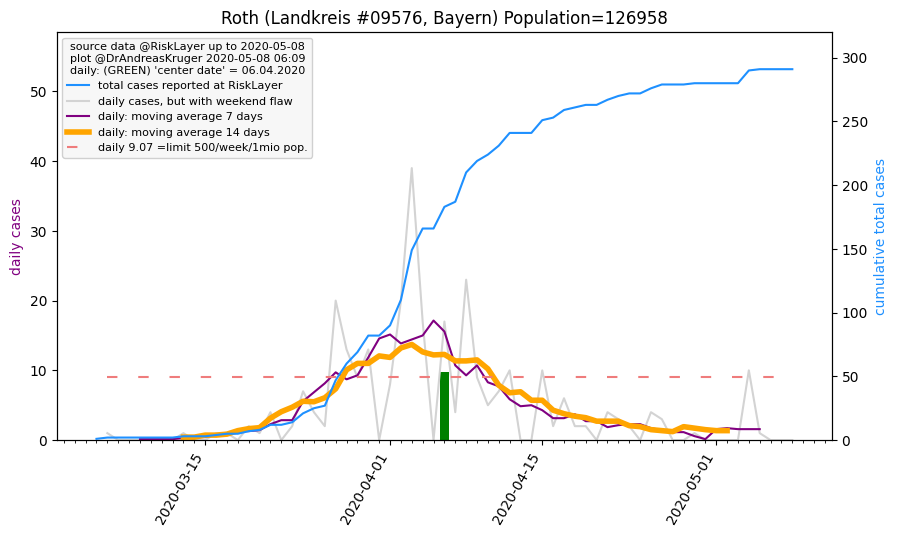 Roth (Landkreis #09576, Bayern) Population=126958
source data @RiskLayer up to 2020-05-08
plot @DrAndreasKruger 2020-05-08 06:09
daily: (GREEN) 'center date' = 06.04.2020
total cases reported at RiskLayer
daily cases, but with weekend flaw
daily: moving average 7 days
daily: moving average 14 days
daily 9.07 =limit 500/week/1mio pop.
daily cases
0
10
20
30
40
50
cumulative total cases
0
50
100
150
200
250
300
2020-03-15
2020-04-01
2020-04-15
2020-05-01